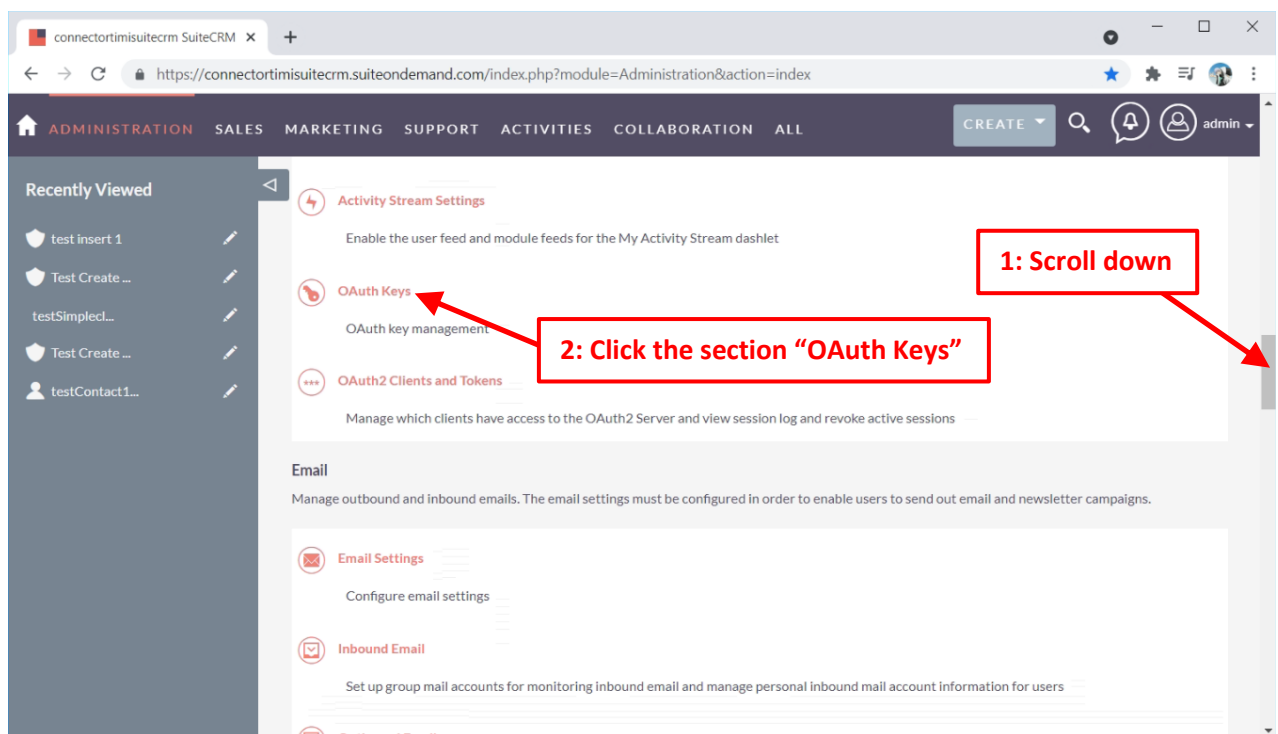 connectortimisuitecrm SuiteCRM
https://connectortimisuitecrm.suiteondemand.com/index.php?module=Administration&action=index
ADMINISTRATION SALES MARKETING SUPPORT ACTIVITIES COLLABORATION ALL CREATE admin
Recently Viewed
test insert 1
Test Create ...
testSimplecl...
Test Create ...
testContact1...
Activity Stream Settings
Enable the user feed and module feeds for the My Activity Stream dashlet
1: Scroll down
OAuth Keys
OAuth key management
2: Click the section “OAuth Keys”
OAuth2 Clients and Tokens
Manage which clients have access to the OAuth2 Server and view session log and revoke active sessions
Email
Manage outbound and inbound emails. The email settings must be configured in order to enable users to send out email and newsletter campaigns.
Email Settings
Configure email settings
Inbound Email
Set up group mail accounts for monitoring inbound email and manage personal inbound mail account information for users